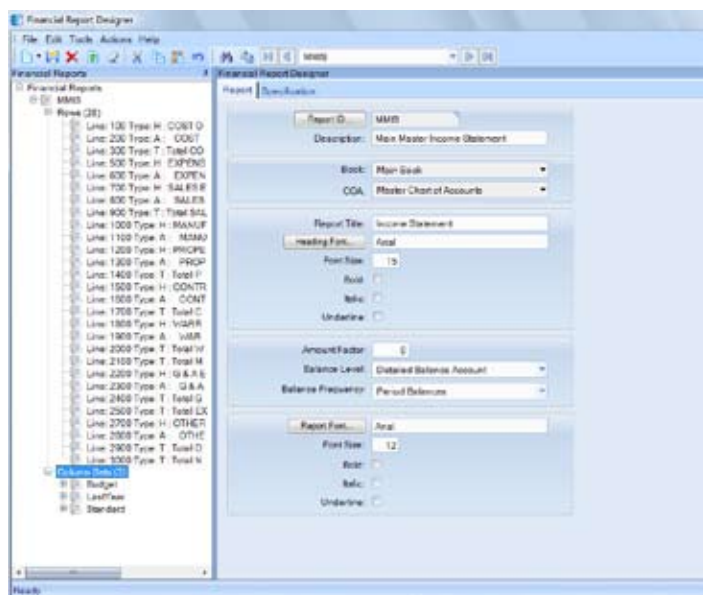 Financial Report Designer
File Edit Tools Actions Help
MMIS
Financial Reports
Financial Report Designer
Financial Reports
MMIS
Rows (28)
Line: 100 Type: H : COST O
Line: 200 Type: A : COST
Line: 300 Type: T : Total CO
Line: 500 Type: H : EXPENS
Line: 600 Type: A : EXPEN
Line: 700 Type: H : SALES E
Line: 800 Type: A : SALES
Line: 900 Type: T : Total SAL
Line: 1000 Type: H : MANUF
Line: 1100 Type: A : MANU
Line: 1200 Type: H : PROPE
Line: 1300 Type: A : PROP
Line: 1400 Type: T : Total P
Line: 1500 Type: H : CONTR
Line: 1600 Type: A : CONT
Line: 1700 Type: T : Total C
Line: 1800 Type: H : WARR
Line: 1900 Type: A : WAR
Line: 2000 Type: T : Total W
Line: 2100 Type: T : Total M
Line: 2200 Type: H : G & A E
Line: 2300 Type: A : G & A
Line: 2400 Type: T : Total G
Line: 2500 Type: T : Total EX
Line: 2700 Type: H : OTHER
Line: 2800 Type: A : OTHE
Line: 2900 Type: T : Total O
Line: 3000 Type: T : Total N
Column Sets (3)
Budget
LastYear
Standard
Report Specification
Report ID... MMIS
Description: Main Master Income Statement
Book: Main Book
COA: Master Chart of Accounts
Report Title: Income Statement
Heading Font... Arial
Font Size: 15
Bold:
Italic:
Underline:
Amount Factor: 0
Balance Level: Detailed Balance Account
Balance Frequency: Period Balances
Report Font... Arial
Font Size: 12
Bold:
Italic:
Underline:
Ready